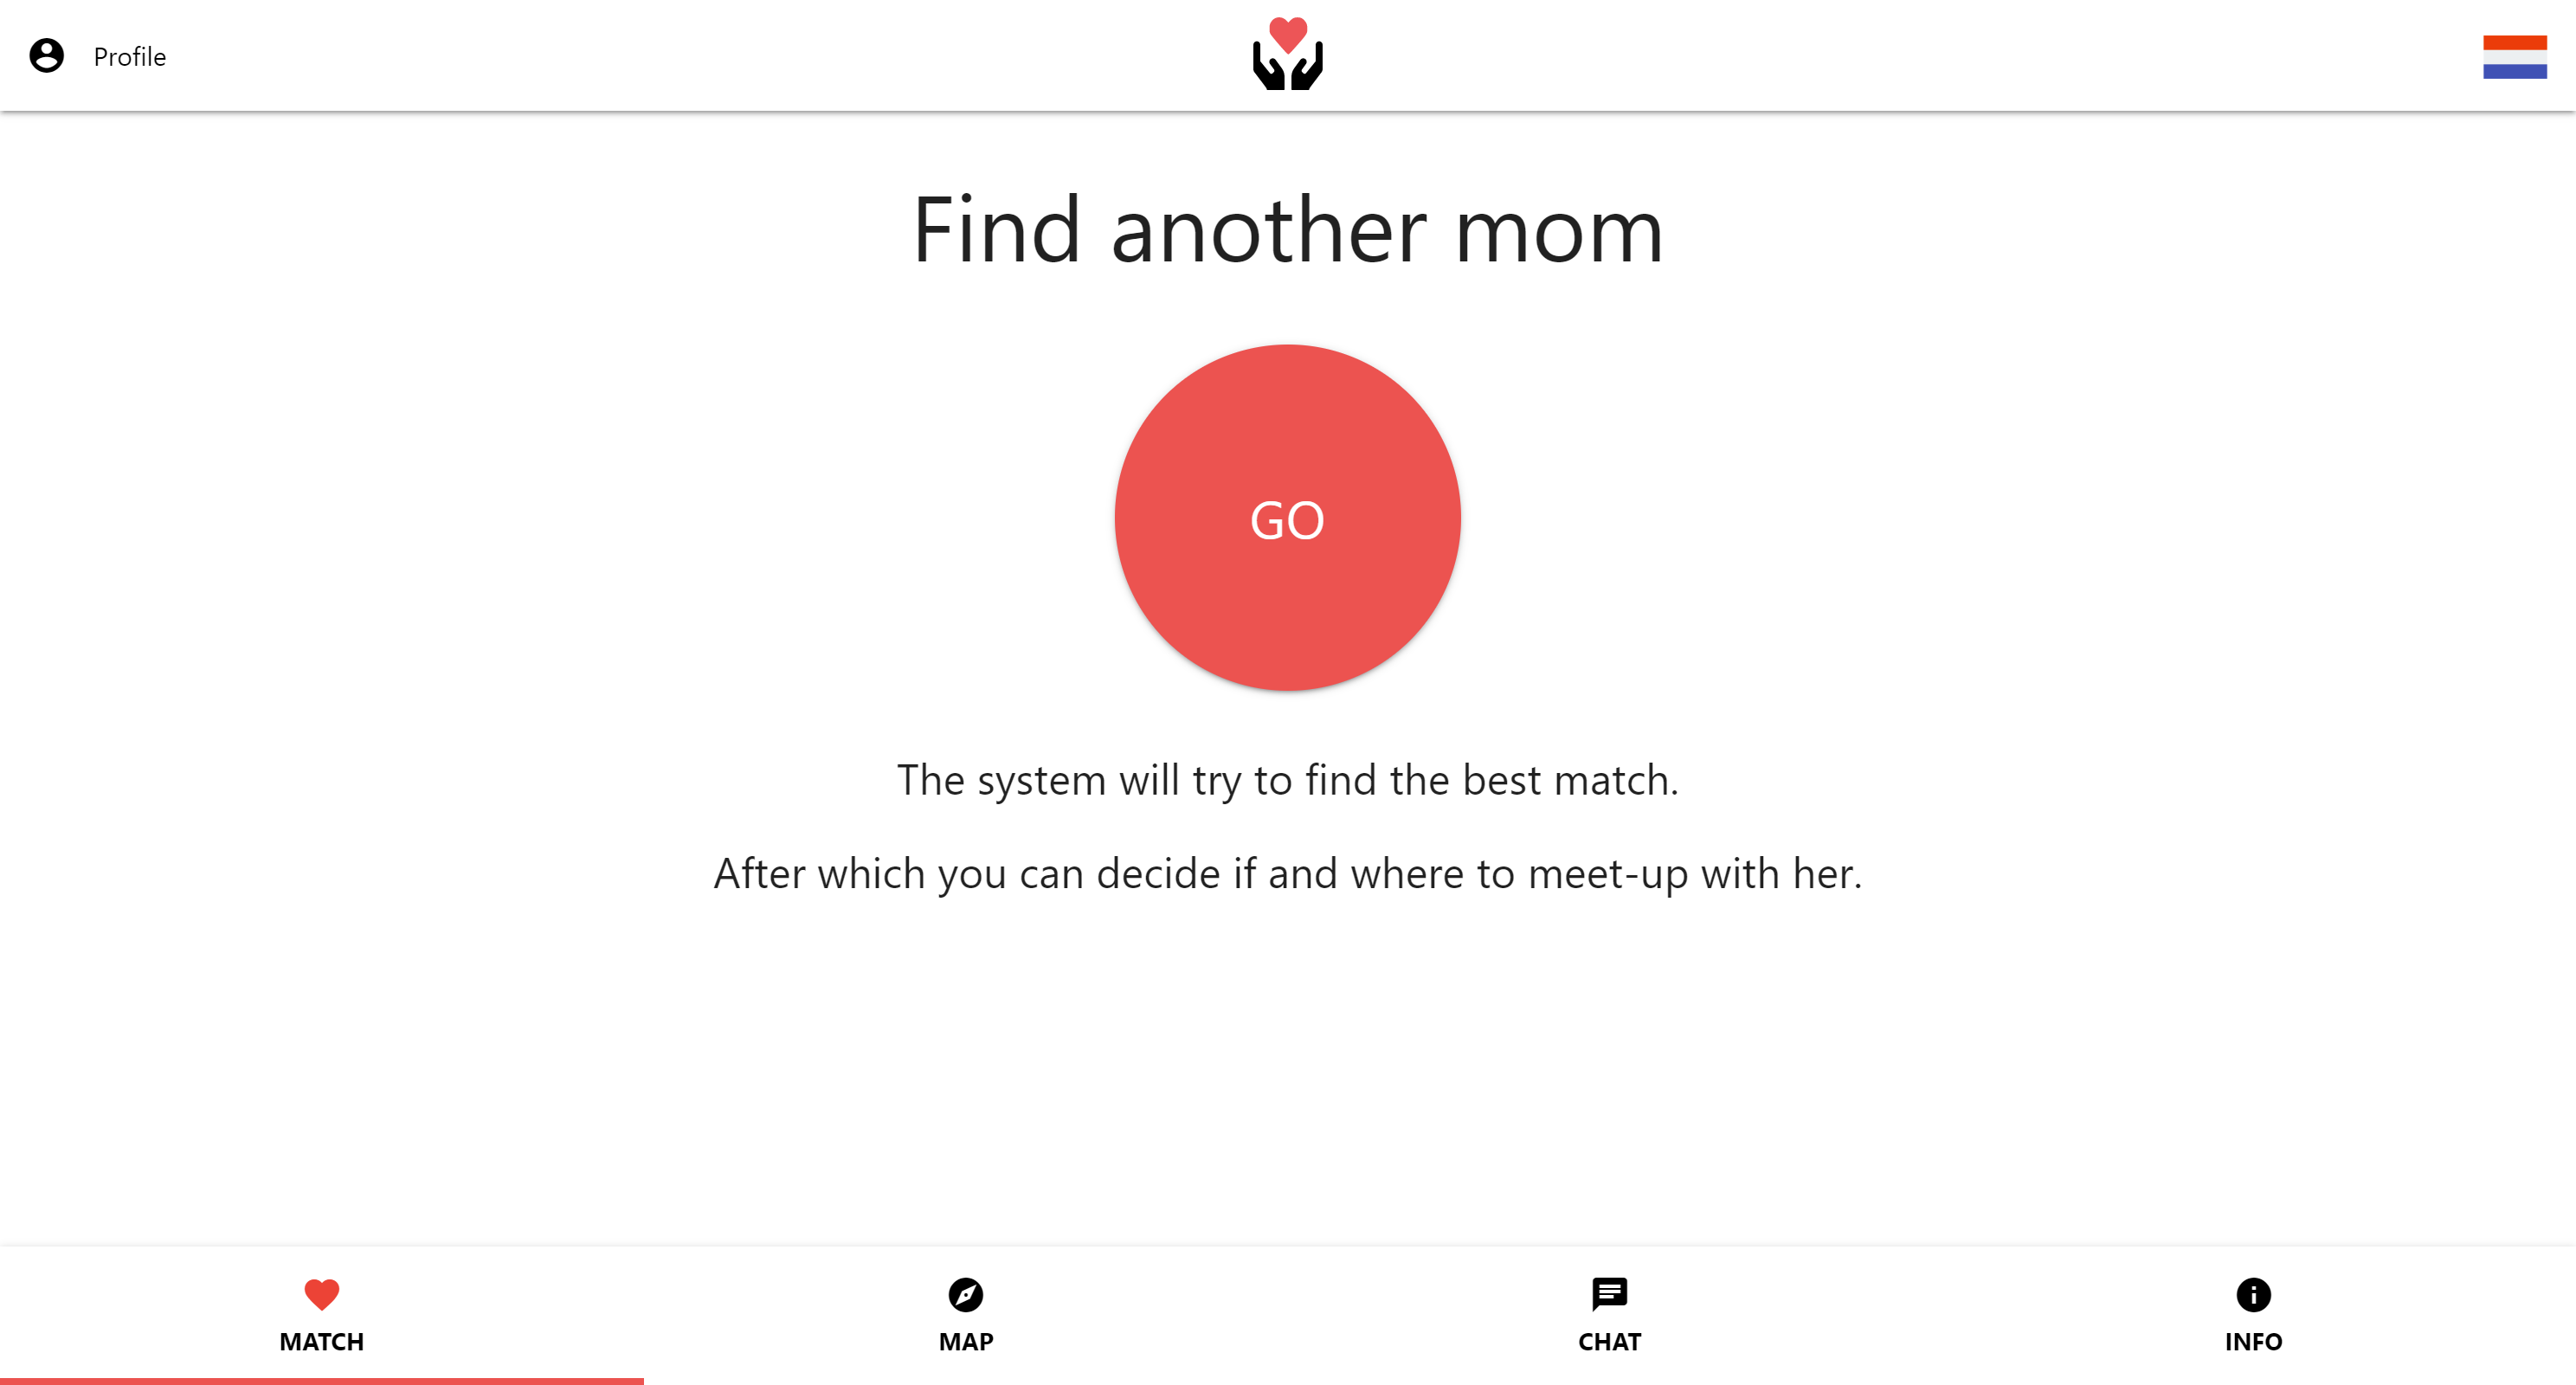 Profile
Find another mom
GO
The system will try to find the best match.
After which you can decide if and where to meet-up with her.
MATCH
MAP
CHAT
INFO